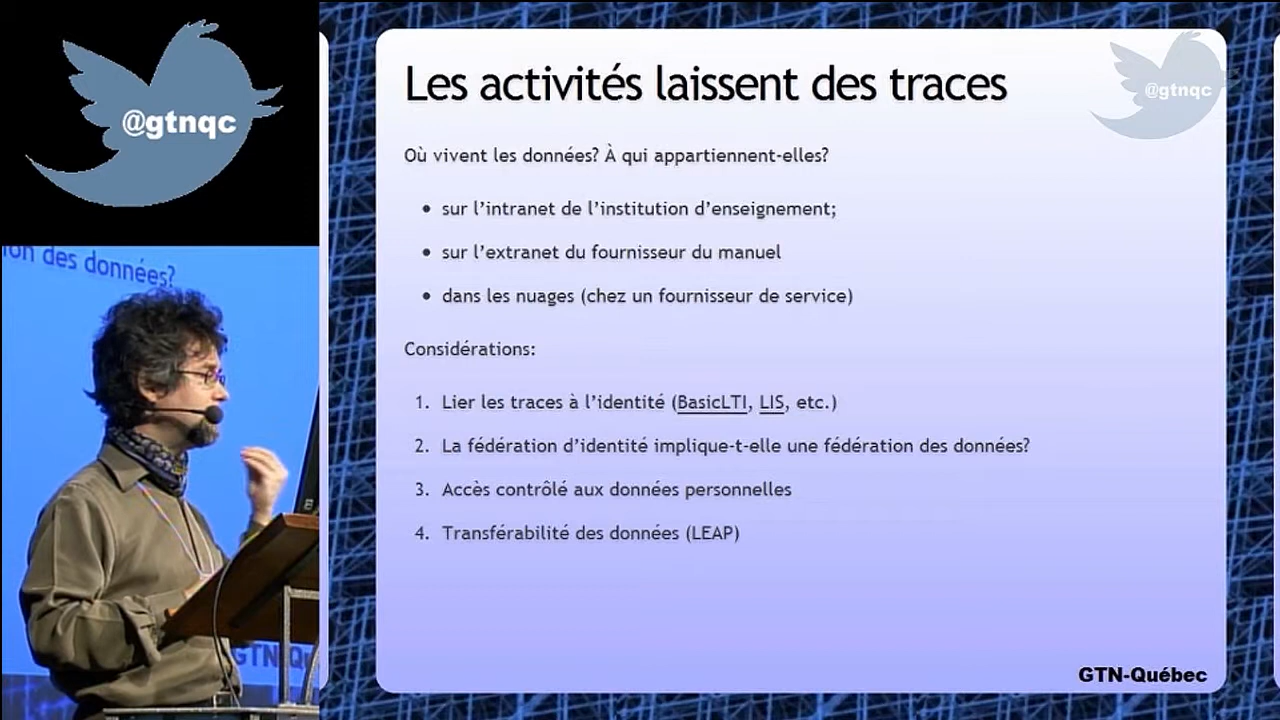 @gtnqc
ion des données?
GTN-Qu
Les activités laissent des traces
@gtnqc
Où vivent les données? À qui appartiennent-elles?
• sur l’intranet de l’institution d’enseignement;
• sur l’extranet du fournisseur du manuel
• dans les nuages (chez un fournisseur de service)
Considérations:
1. Lier les traces à l’identité (BasicLTI, LIS, etc.)
2. La fédération d’identité implique-t-elle une fédération des données?
3. Accès contrôlé aux données personnelles
4. Transférabilité des données (LEAP)
GTN-Québec